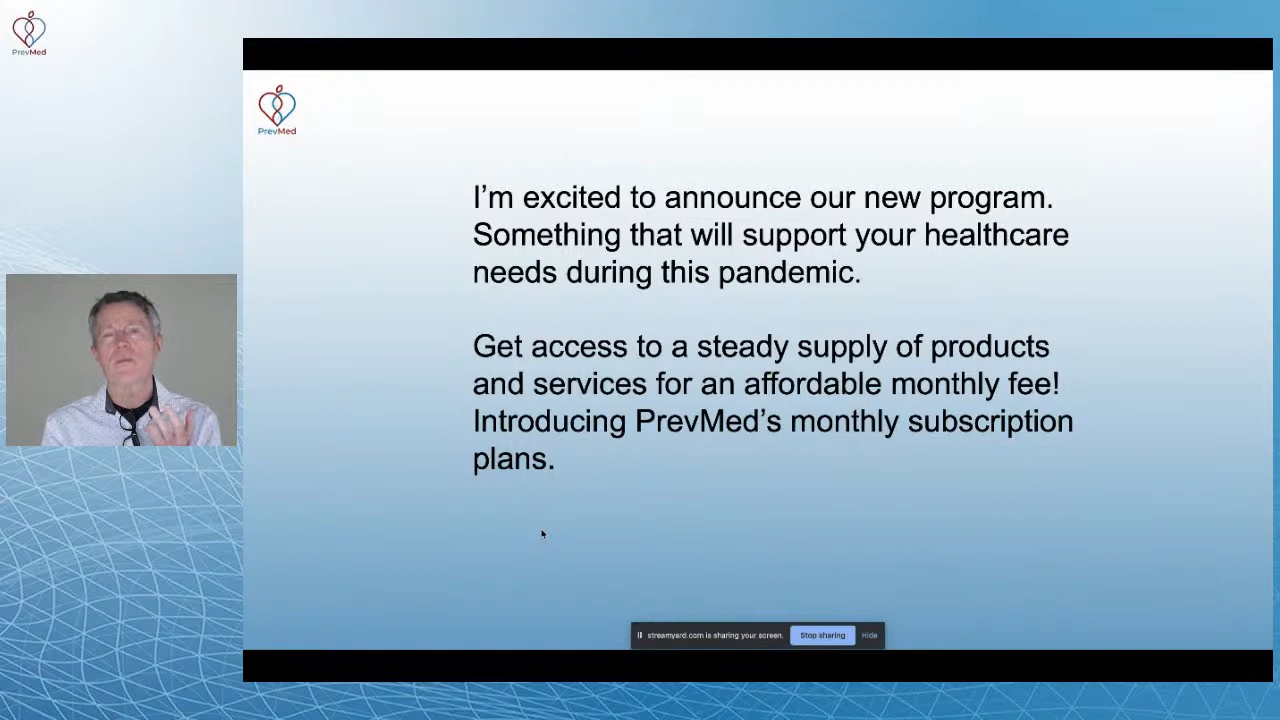 PrevMed
PrevMed
I’m excited to announce our new program.
Something that will support your healthcare
needs during this pandemic.
Get access to a steady supply of products
and services for an affordable monthly fee!
Introducing PrevMed’s monthly subscription
plans.
streamyard.com is sharing your screen. Stop sharing Hide